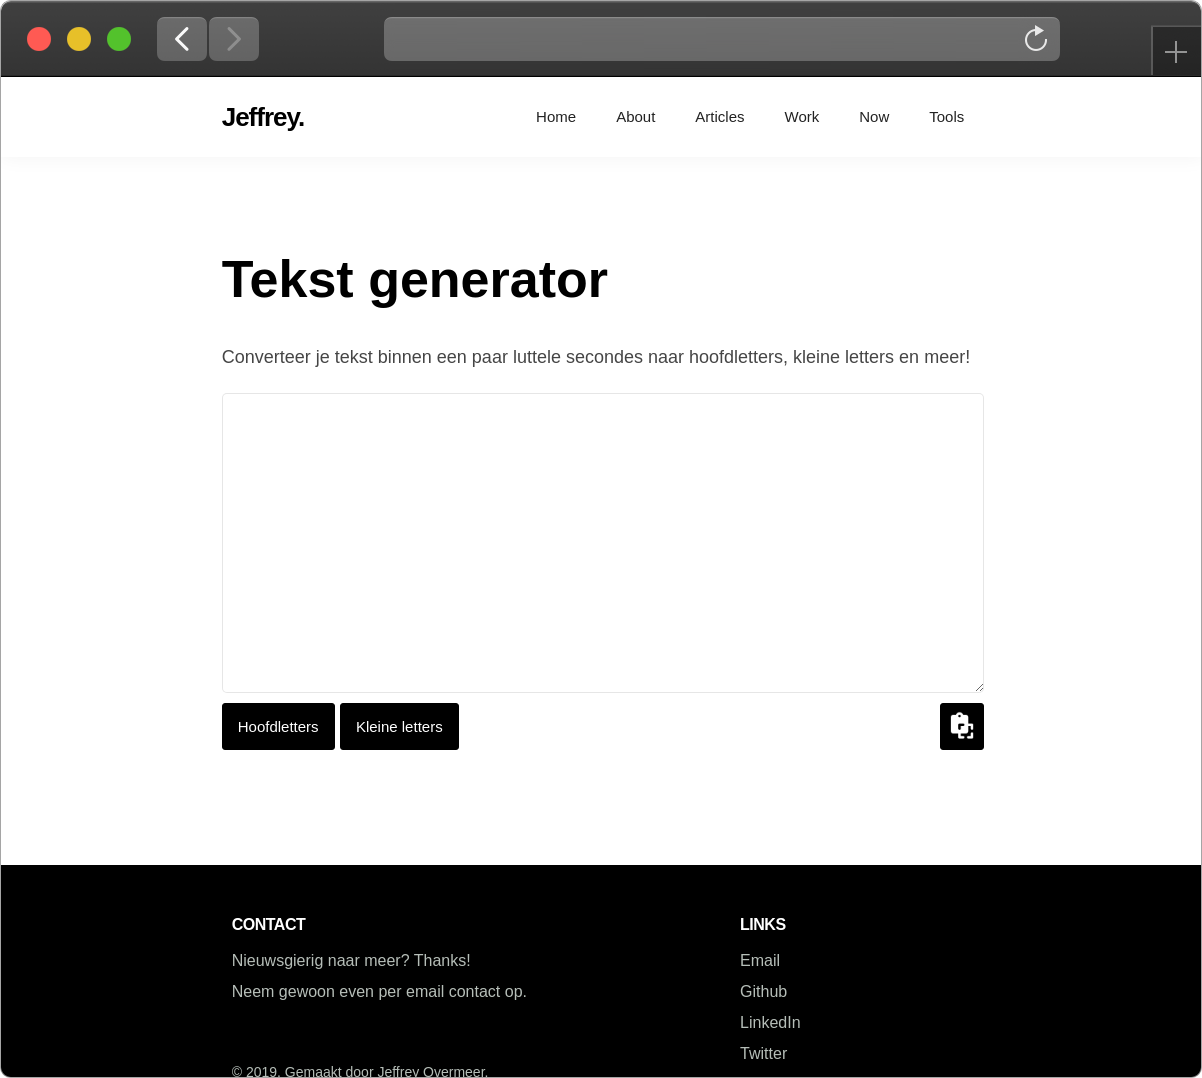 Jeffrey.
Home About Articles Work Now Tools
Tekst generator
Converteer je tekst binnen een paar luttele secondes naar hoofdletters, kleine letters en meer!
Hoofdletters Kleine letters
CONTACT
Nieuwsgierig naar meer? Thanks!
Neem gewoon even per email contact op.
LINKS
Email
Github
LinkedIn
Twitter
© 2019. Gemaakt door Jeffrey Overmeer.